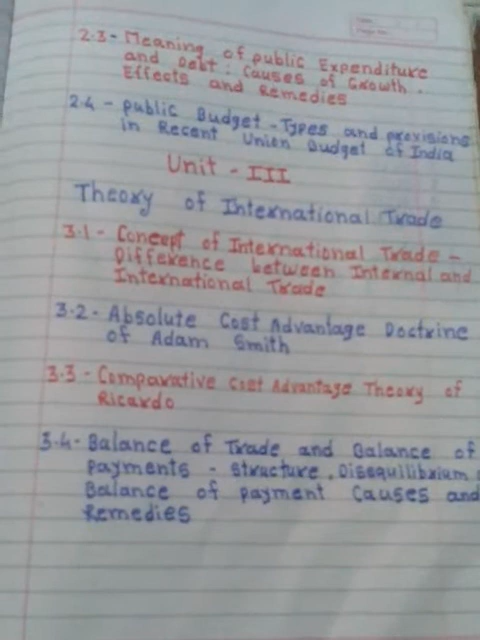 2.3- Meaning of public Expenditure
and Debt: Causes of Growth.
Effects and Remedies
2.4 - public Budget - Types and provisions
in Recent Union Budget of India
Unit - III
Theory of International Trade
3.1 - Concept of International Trade -
Difference between Internal and
International Trade
3.2 - Absolute Cost Advantage Doctrine
of Adam Smith
3.3 - Comparative Cost Advantage Theory of
Ricardo
3.4- Balance of Trade and Balance of
payments - Structure, Disequilibrium,
Balance of payment Causes and
Remedies